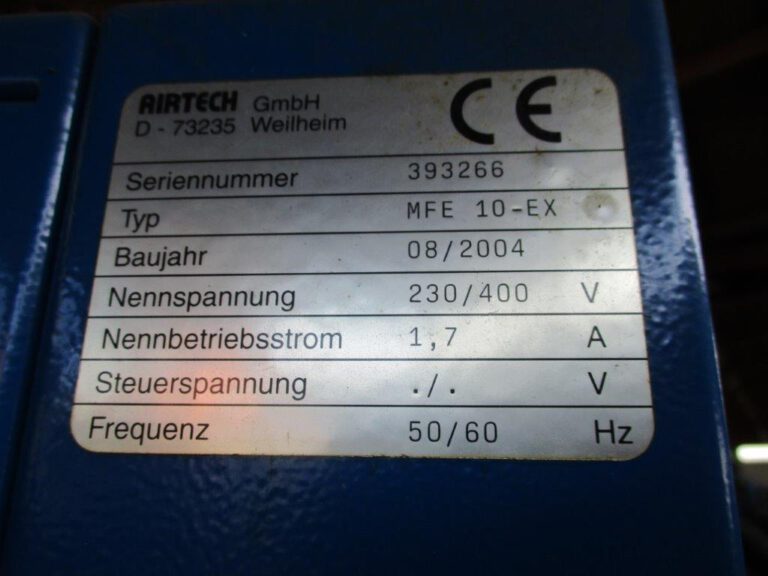 AIRTECH GmbH
D - 73235 Weilheim
CE
Seriennummer 393266
Typ MFE 10-EX
Baujahr 08/2004
Nennspannung 230/400 V
Nennbetriebsstrom 1,7 A
Steuerspannung ./. V
Frequenz 50/60 Hz